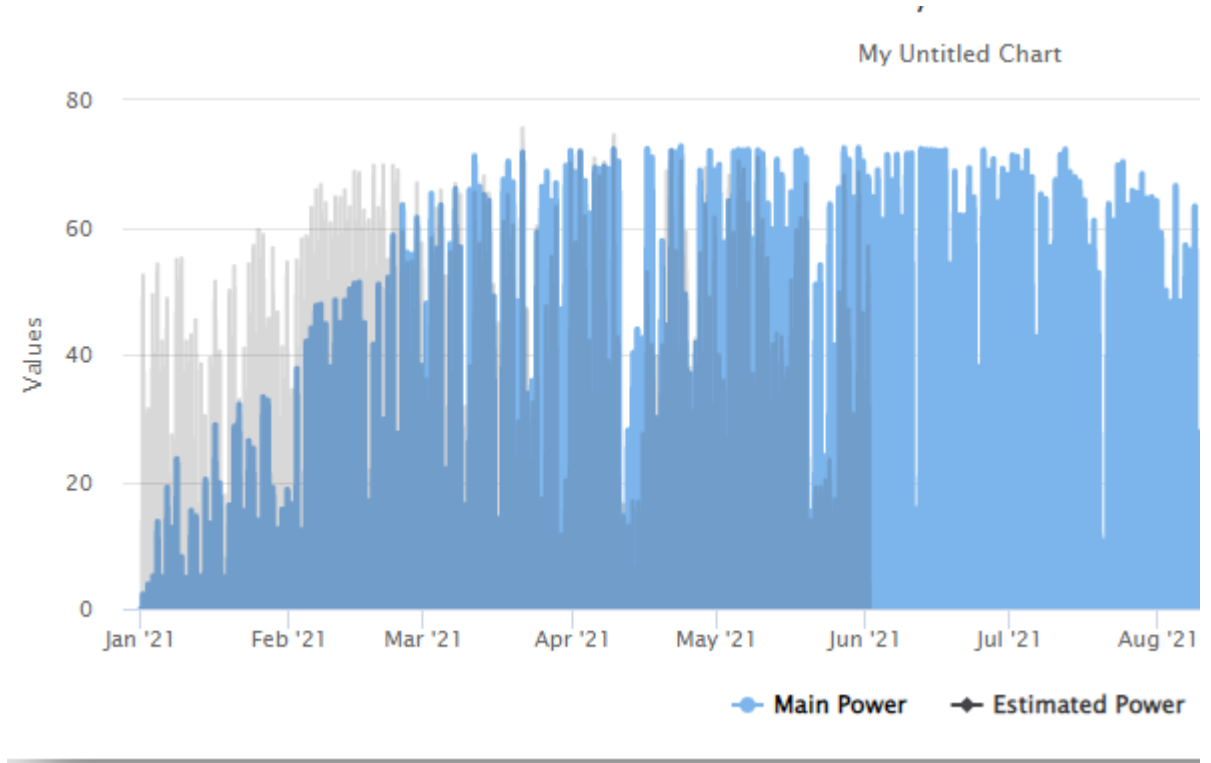 My Untitled Chart
80
60
40
20
0
Values
Jan '21 Feb '21 Mar '21 Apr '21 May '21 Jun '21 Jul '21 Aug '21
Main Power Estimated Power